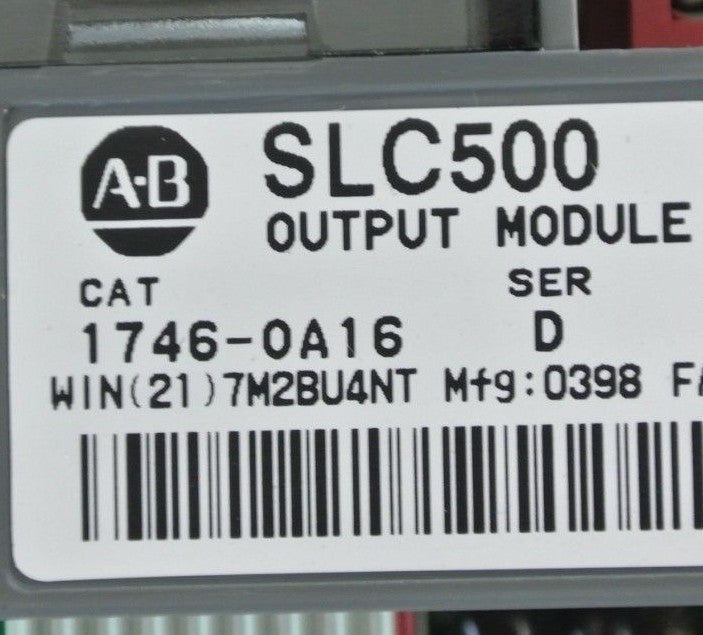 A-B SLC500
OUTPUT MODULE
CAT SER
1746-OA16 D
WIN(21)7M2BU4NT Mfg:0398